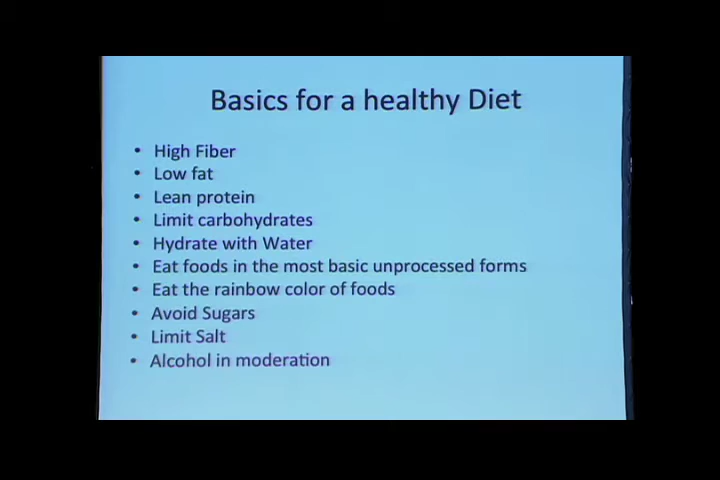 Basics for a healthy Diet
• High Fiber
• Low fat
• Lean protein
• Limit carbohydrates
• Hydrate with Water
• Eat foods in the most basic unprocessed forms
• Eat the rainbow color of foods
• Avoid Sugars
• Limit Salt
• Alcohol in moderation